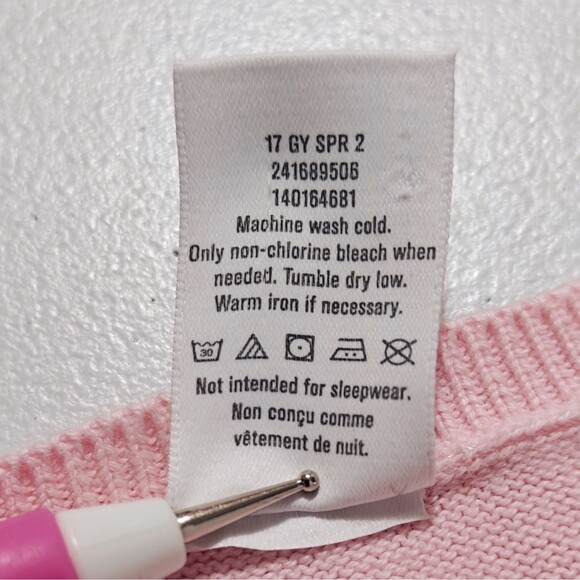 17 GY SPR 2
241689506
140164681
Machine wash cold.
Only non-chlorine bleach when
needed. Tumble dry low.
Warm iron if necessary.
30
Not intended for sleepwear.
Non conçu comme
vêtement de nuit.